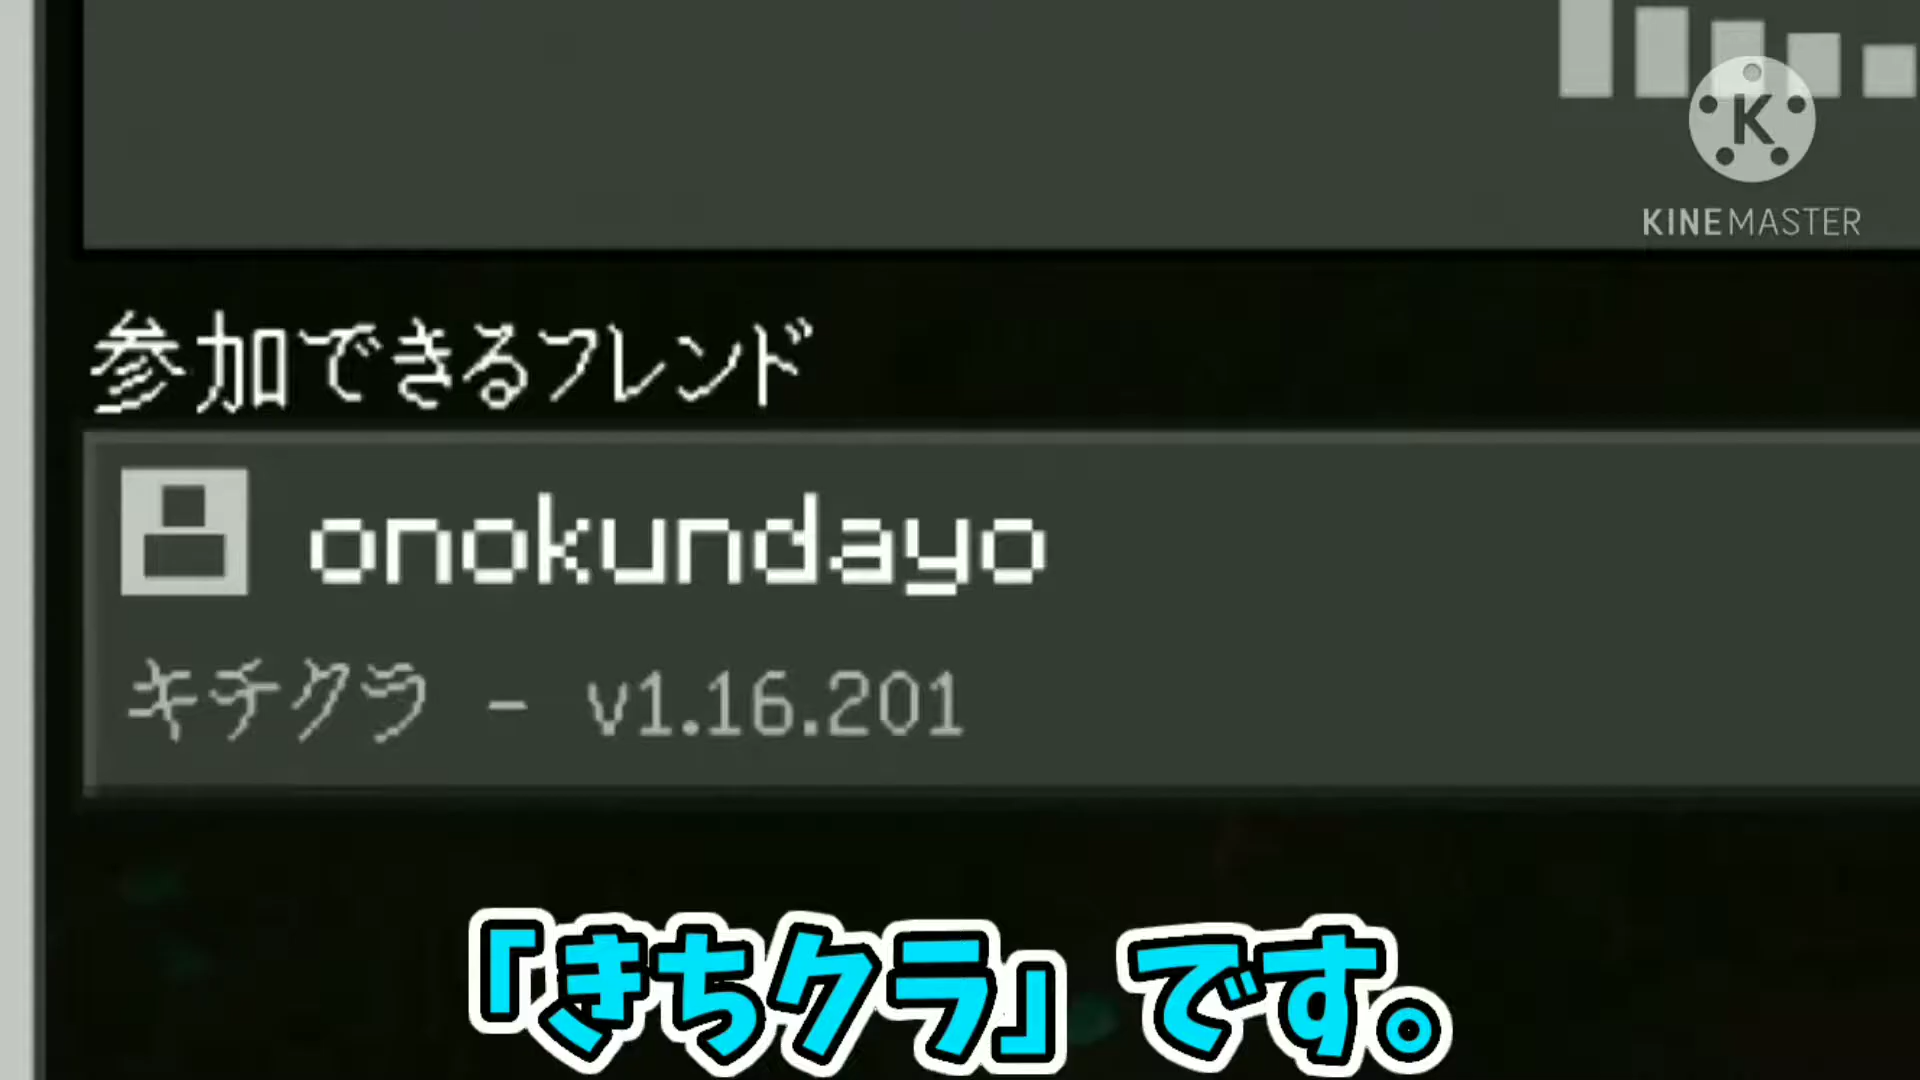 K
KINEMASTER
参加できるフレンド
onokundayo
キチクラ - v1.16.201
「きちクラ」です。